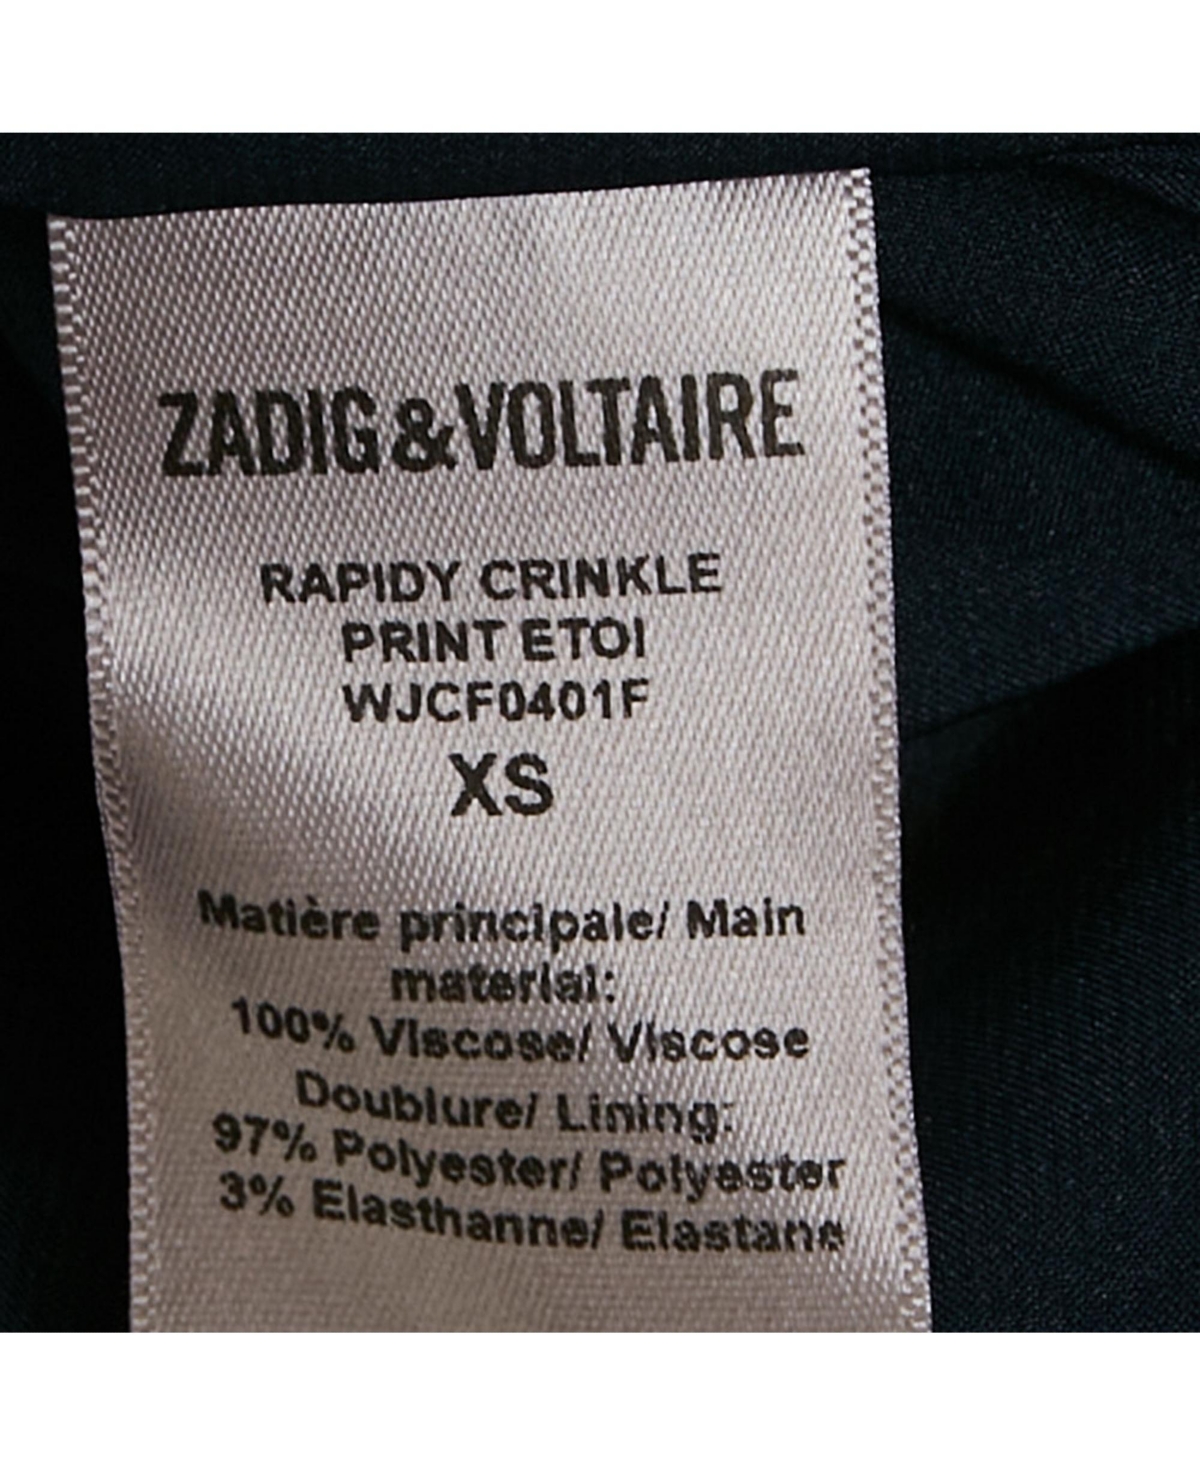 ZADIG&VOLTAIRE
RAPIDY CRINKLE
PRINT ETOI
WJCF0401F
XS
Matière principale/ Main
material:
100% Viscose/ Viscose
Doublure/ Lining:
97% Polyester/ Polyester
3% Elasthanne/ Elastane